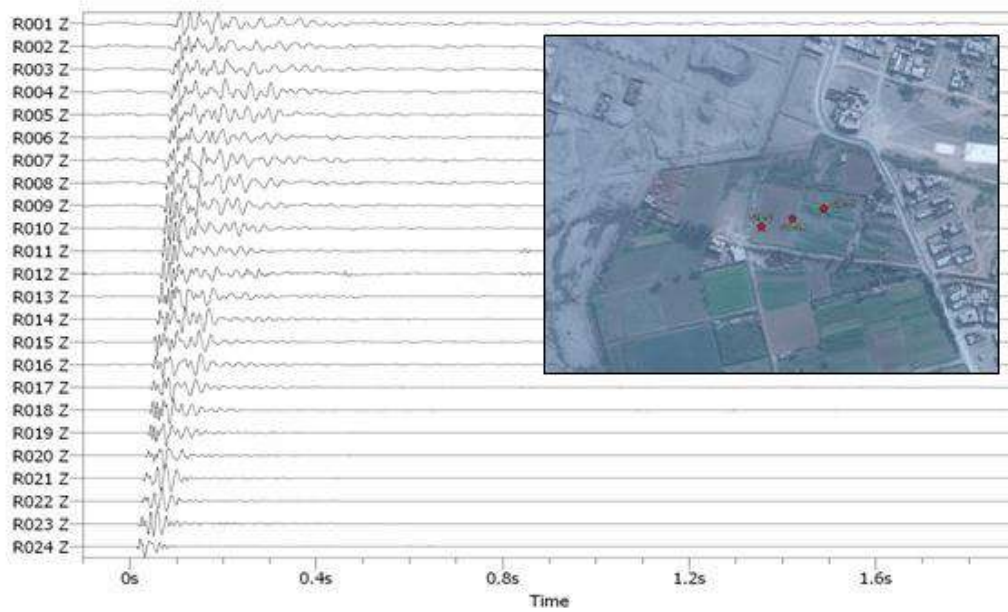 R001 Z
R002 Z
R003 Z
R004 Z
R005 Z
R006 Z
R007 Z
R008 Z
R009 Z
R010 Z
R011 Z
R012 Z
R013 Z
R014 Z
R015 Z
R016 Z
R017 Z
R018 Z
R019 Z
R020 Z
R021 Z
R022 Z
R023 Z
R024 Z
0s 0.4s 0.8s 1.2s 1.6s
Time